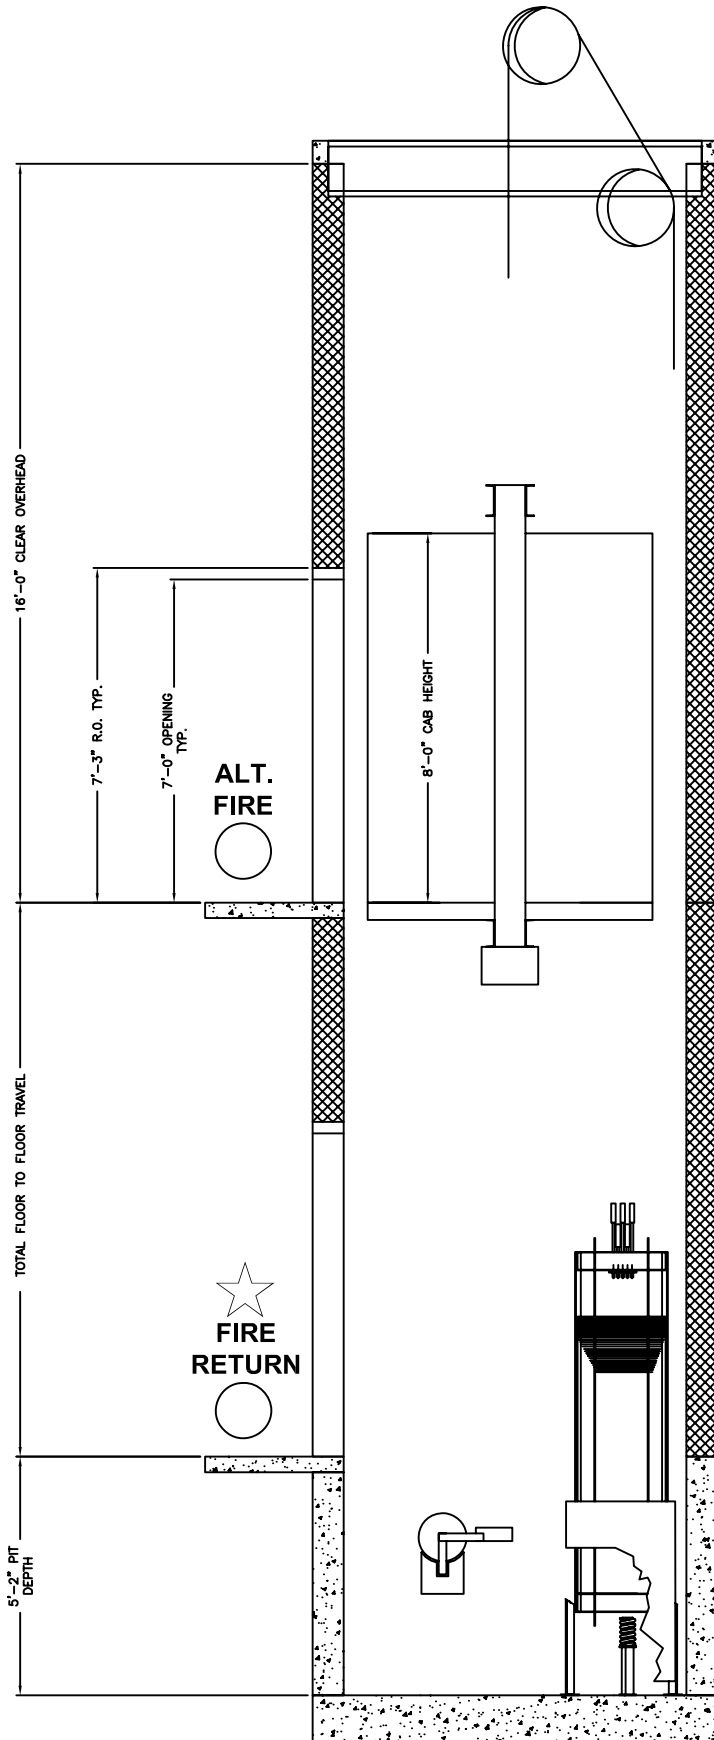 16'-0" CLEAR OVERHEAD
7'-3" R.O. TYP.
7'-0" OPENING
TYP.
8'-0" CAB HEIGHT
ALT.
FIRE
TOTAL FLOOR TO FLOOR TRAVEL
FIRE
RETURN
5'-2" PIT
DEPTH